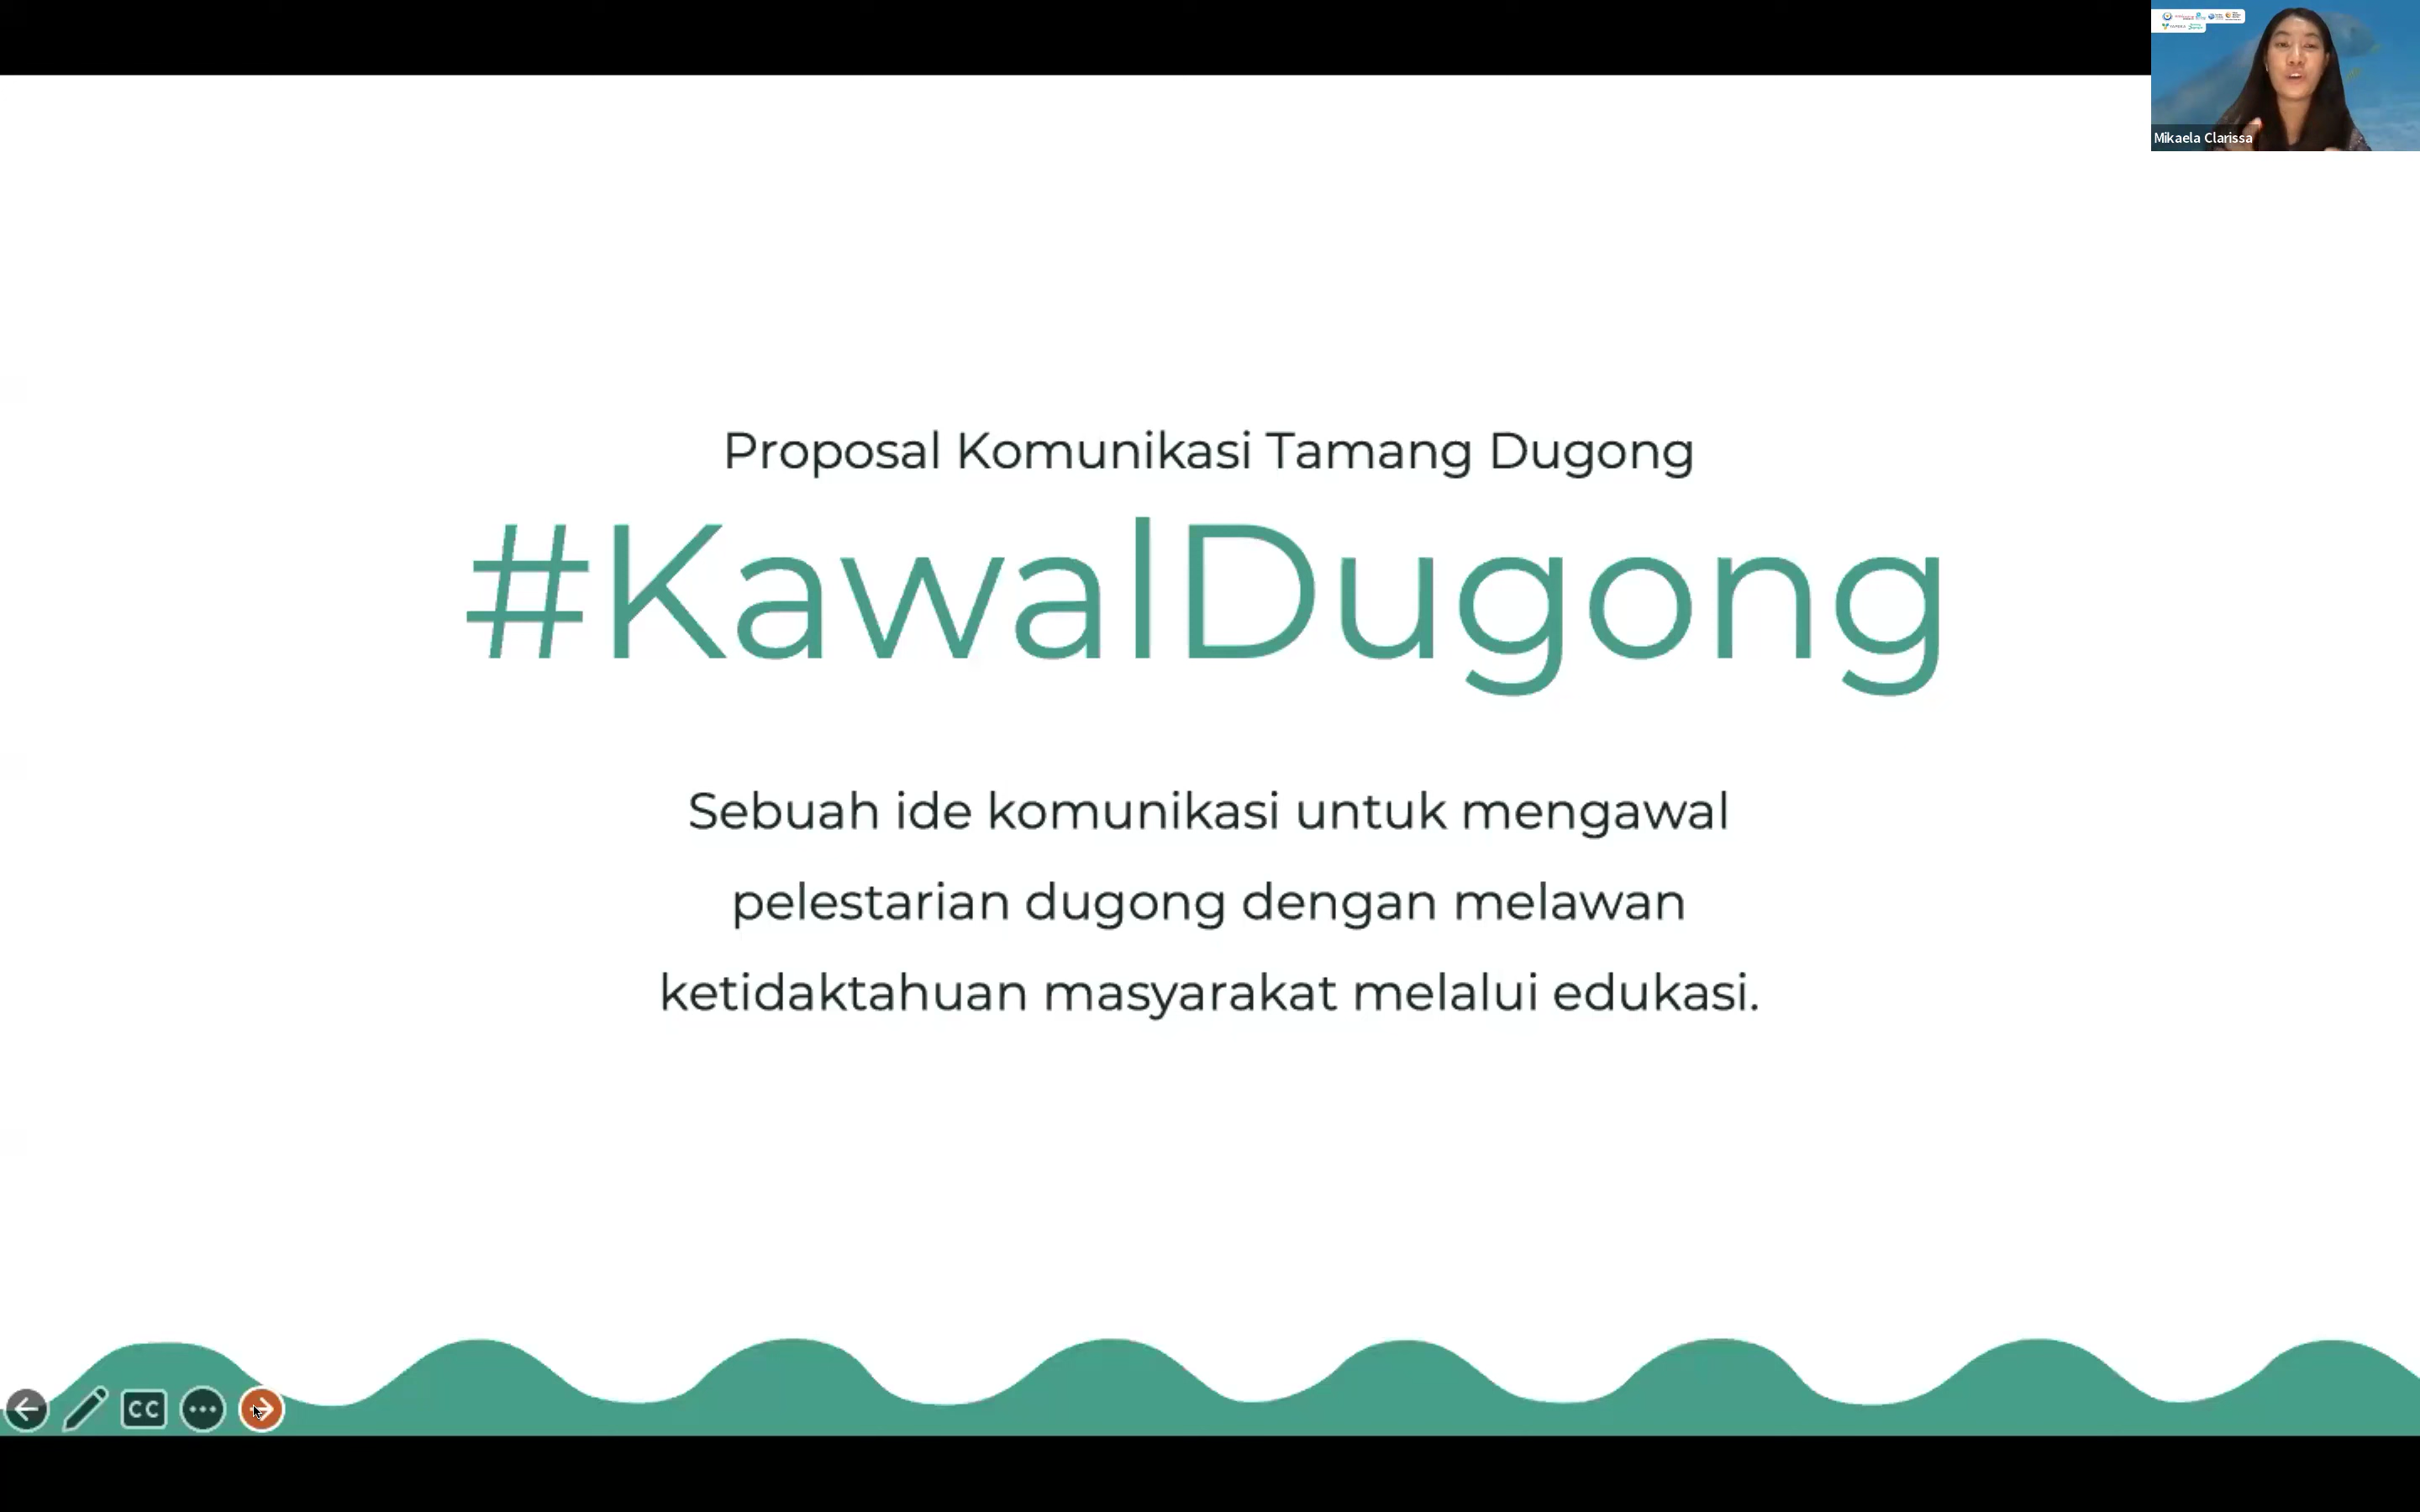 Mikaela Clarissa
Proposal Komunikasi Tamang Dugong
#KawalDugong
Sebuah ide komunikasi untuk mengawal
pelestarian dugong dengan melawan
ketidaktahuan masyarakat melalui edukasi.
CC